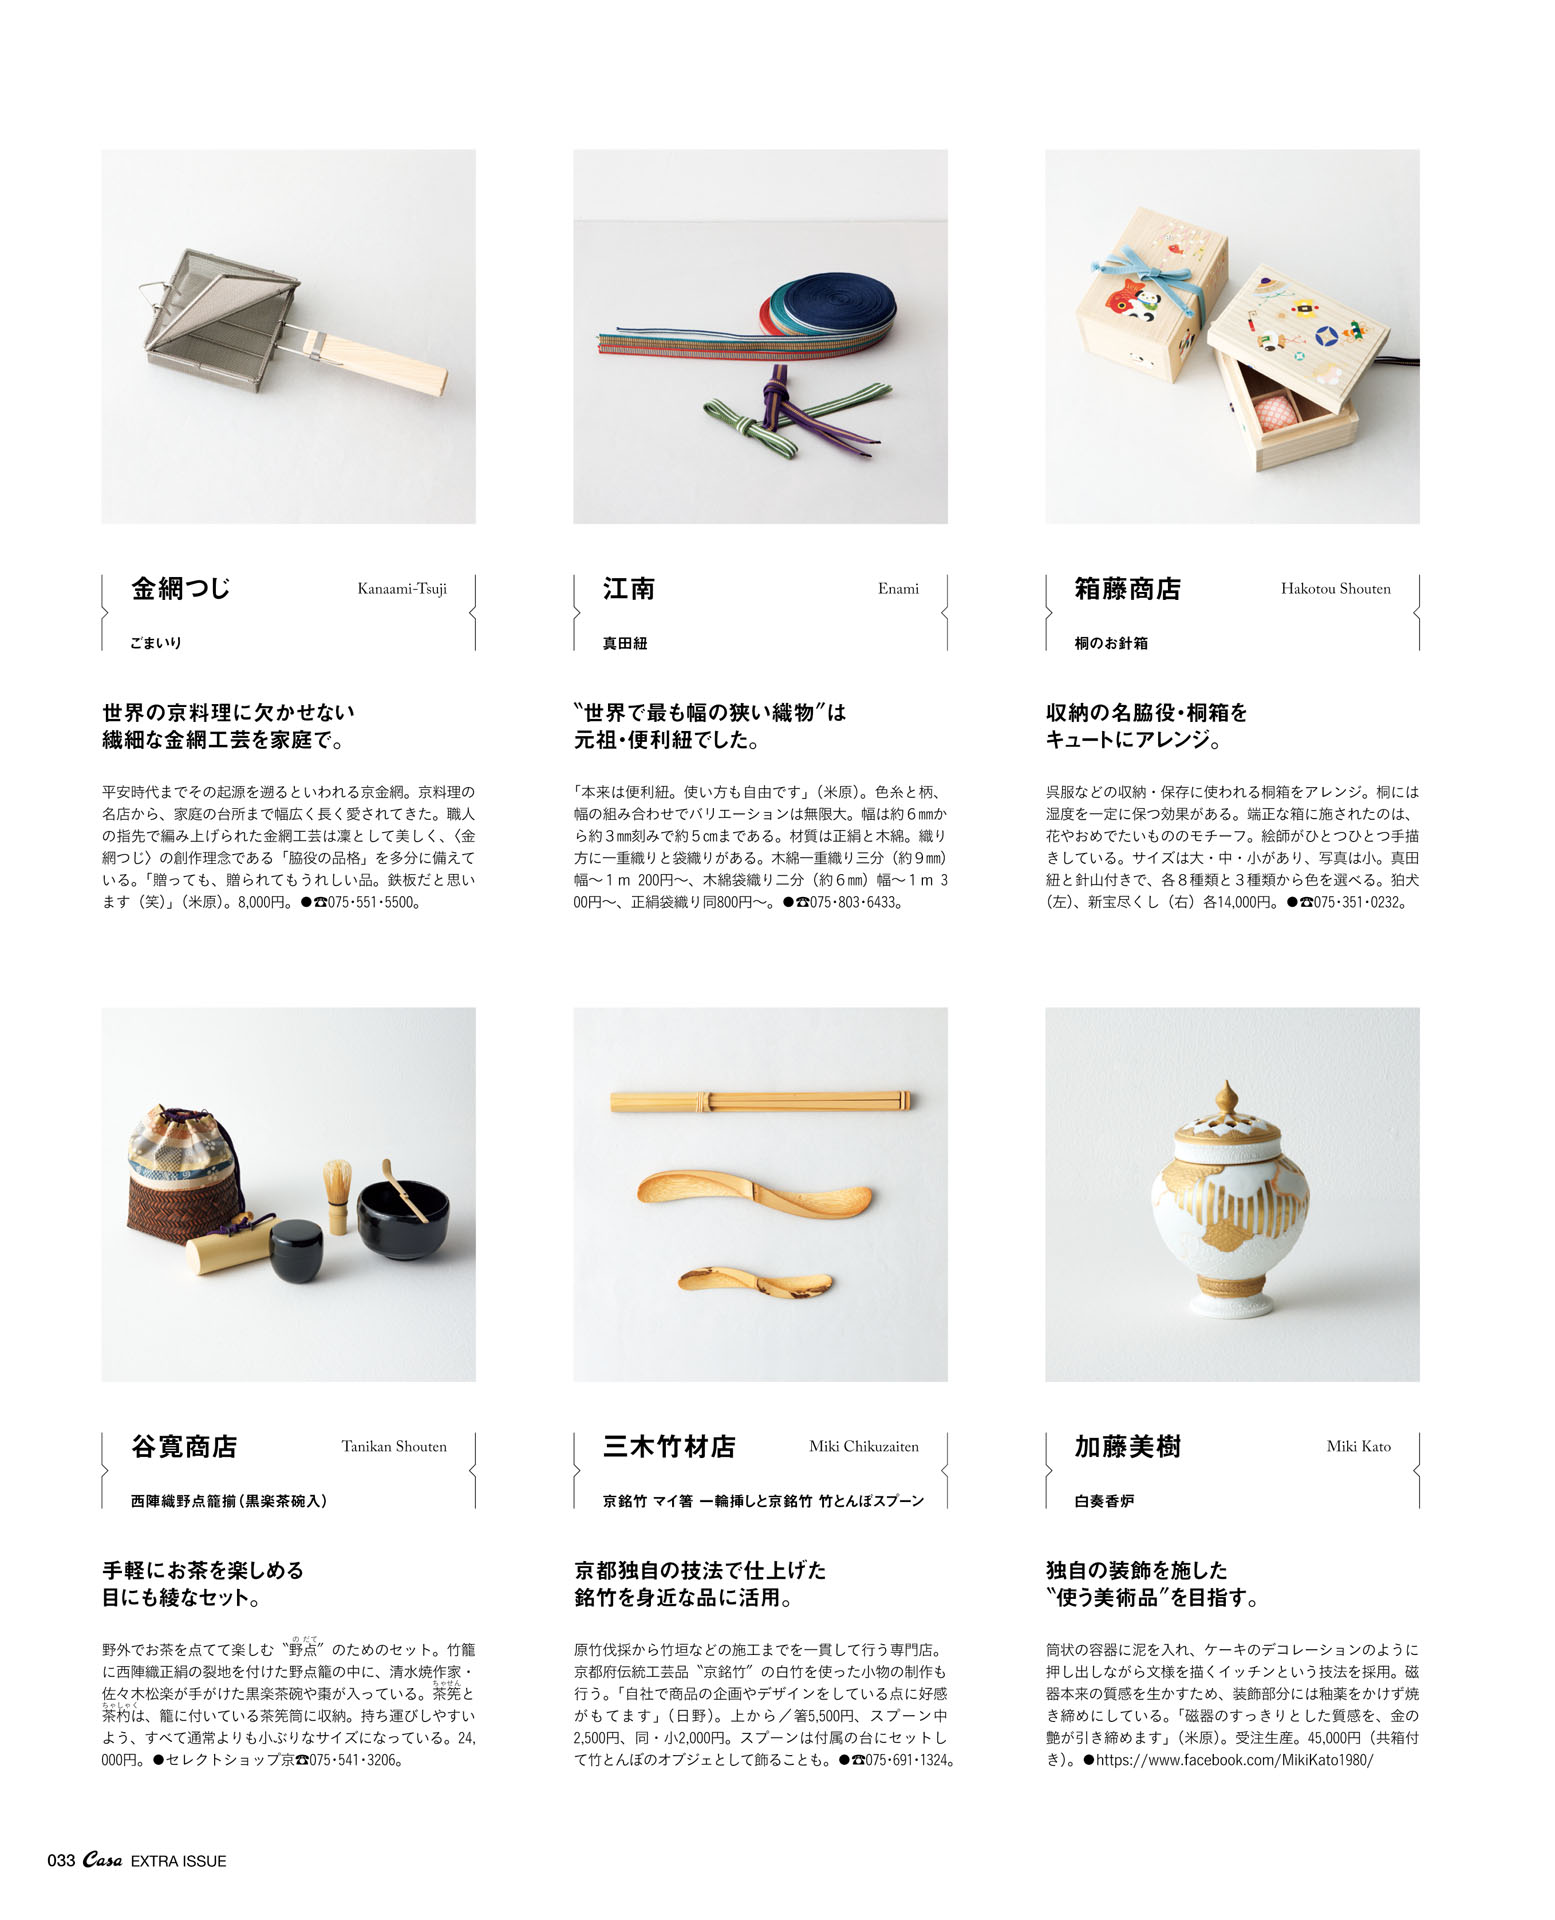 金網つじ
Kanaami-Tsuji
ごまいり
世界の京料理に欠かせない
繊細な金網工芸を家庭で。
平安時代までその起源を遡るといわれる京金網。京料理の
名店から、家庭の台所まで幅広く長く愛されてきた。職人
の指先で編み上げられた金網工芸は凜として美しく、〈金
網つじ〉の創作理念である「脇役の品格」を多分に備えて
いる。「贈っても、贈られてもうれしい品。鉄板だと思い
ます（笑）」（米原）。8,000円。●☎075・551・5500。
江南
Enami
真田紐
〝世界で最も幅の狭い織物〟は
元祖・便利紐でした。
「本来は便利紐。使い方も自由です」（米原）。色糸と柄、
幅の組み合わせでバリエーションは無限大。幅は約6㎜か
ら約3㎜刻みで約5㎝まである。材質は正絹と木綿。織り
方に一重織りと袋織りがある。木綿一重織り三分（約9㎜）
幅〜1m 200円〜、木綿袋織り二分（約6㎜）幅〜1m 3
00円〜、正絹袋織り同800円〜。●☎075・803・6433。
箱藤商店
Hakotou Shouten
桐のお針箱
収納の名脇役・桐箱を
キュートにアレンジ。
呉服などの収納・保存に使われる桐箱をアレンジ。桐には
湿度を一定に保つ効果がある。端正な箱に施されたのは、
花やおめでたいもののモチーフ。絵師がひとつひとつ手描
きしている。サイズは大・中・小があり、写真は小。真田
紐と針山付きで、各8種類と3種類から色を選べる。狛犬
（左）、新宝尽くし（右）各14,000円。●☎075・351・0232。
谷寛商店
Tanikan Shouten
西陣織野点籠揃（黒楽茶碗入）
手軽にお茶を楽しめる
目にも綾なセット。
のだて
野外でお茶を点てて楽しむ〝野点〟のためのセット。竹籠
に西陣織正絹の裂地を付けた野点籠の中に、清水焼作家・
ちゃせん
佐々木松楽が手がけた黒楽茶碗や棗が入っている。茶筅と
ちゃしゃく
茶杓は、籠に付いている茶筅筒に収納。持ち運びしやすい
よう、すべて通常よりも小ぶりなサイズになっている。24,
000円。●セレクトショップ京☎075・541・3206。
三木竹材店
Miki Chikuzaiten
京銘竹 マイ箸 一輪挿しと京銘竹 竹とんぼスプーン
京都独自の技法で仕上げた
銘竹を身近な品に活用。
原竹伐採から竹垣などの施工までを一貫して行う専門店。
京都府伝統工芸品〝京銘竹〟の白竹を使った小物の制作も
行う。「自社で商品の企画やデザインをしている点に好感
がもてます」（日野）。上から／箸5,500円、スプーン中
2,500円、同・小2,000円。スプーンは付属の台にセットし
て竹とんぼのオブジェとして飾ることも。●☎075・691・1324。
加藤美樹
Miki Kato
白奏香炉
独自の装飾を施した
〝使う美術品〟を目指す。
筒状の容器に泥を入れ、ケーキのデコレーションのように
押し出しながら文様を描くイッチンという技法を採用。磁
器本来の質感を生かすため、装飾部分には釉薬をかけず焼
き締めにしている。「磁器のすっきりとした質感を、金の
艶が引き締めます」（米原）。受注生産。45,000円（共箱付
き）。●https://www.facebook.com/MikiKato1980/
033 Casa EXTRA ISSUE